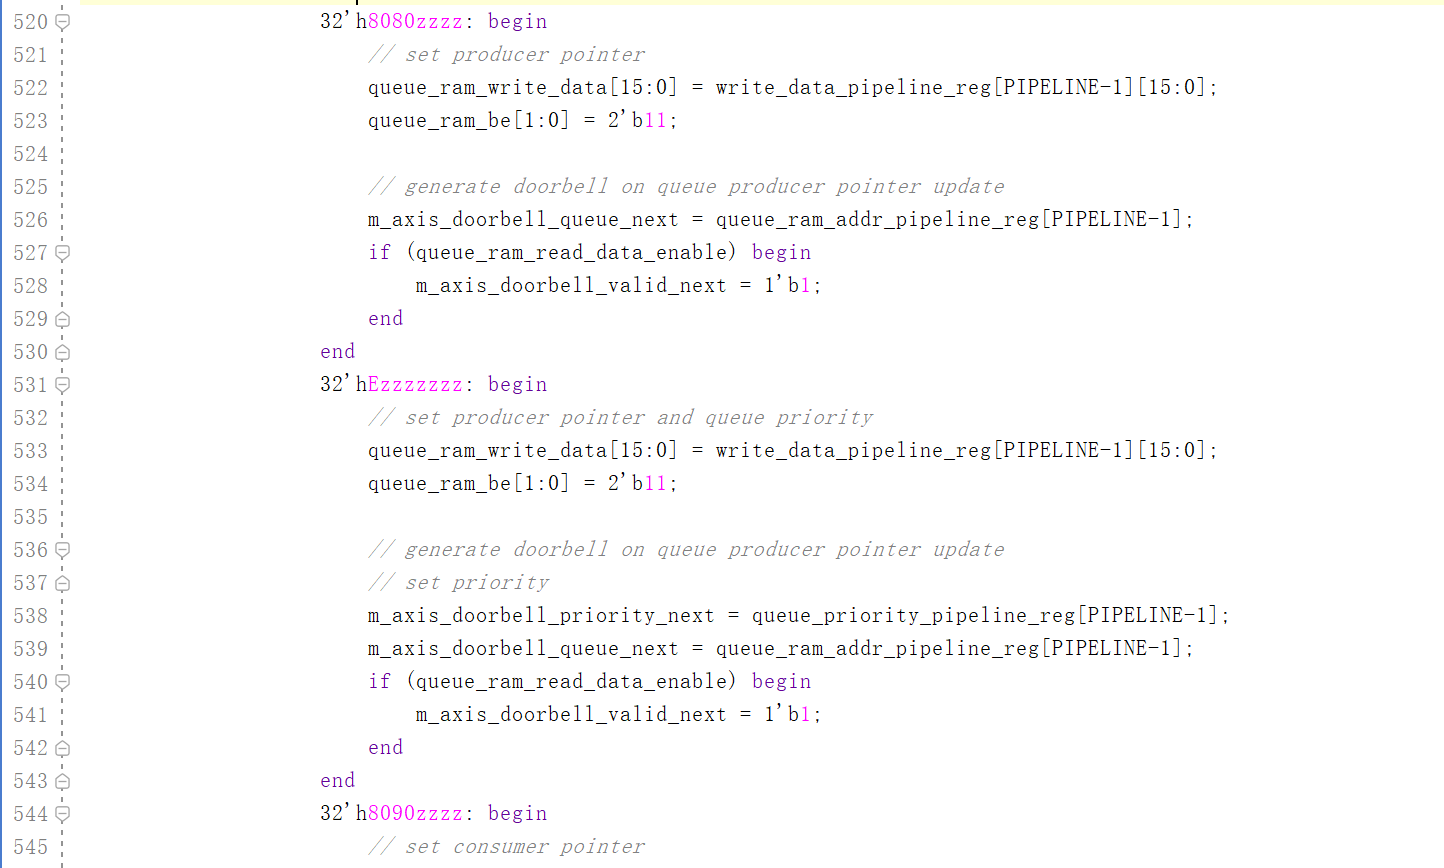 520 32'h8080zzzz: begin
521 // set producer pointer
522 queue_ram_write_data[15:0] = write_data_pipeline_reg[PIPELINE-1][15:0];
523 queue_ram_be[1:0] = 2'b11;
524
525 // generate doorbell on queue producer pointer update
526 m_axis_doorbell_queue_next = queue_ram_addr_pipeline_reg[PIPELINE-1];
527 if (queue_ram_read_data_enable) begin
528 m_axis_doorbell_valid_next = 1'b1;
529 end
530 end
531 32'hEzzzzzzz: begin
532 // set producer pointer and queue priority
533 queue_ram_write_data[15:0] = write_data_pipeline_reg[PIPELINE-1][15:0];
534 queue_ram_be[1:0] = 2'b11;
535
536 // generate doorbell on queue producer pointer update
537 // set priority
538 m_axis_doorbell_priority_next = queue_priority_pipeline_reg[PIPELINE-1];
539 m_axis_doorbell_queue_next = queue_ram_addr_pipeline_reg[PIPELINE-1];
540 if (queue_ram_read_data_enable) begin
541 m_axis_doorbell_valid_next = 1'b1;
542 end
543 end
544 32'h8090zzzz: begin
545 // set consumer pointer